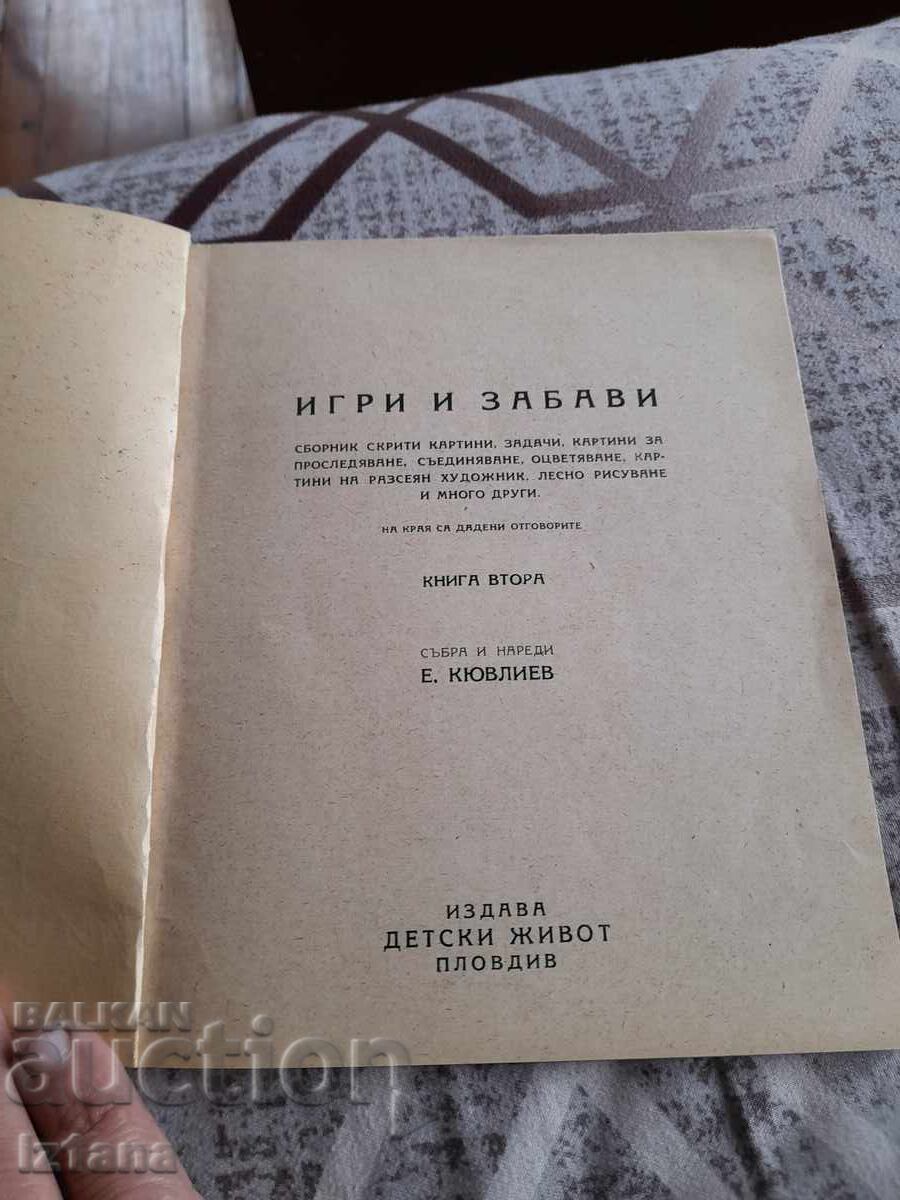 ИГРИ И ЗАБАВИ
СБОРНИК СКРИТИ КАРТИНИ, ЗАДАЧИ, КАРТИНИ ЗА
ПРОСЛЕДЯВАНЕ, СЪЕДИНЯВАНЕ, ОЦВЕТЯВАНЕ, КАР-
ТИНИ НА РАЗСЕЯН ХУДОЖНИК, ЛЕСНО РИСУВАНЕ
И МНОГО ДРУГИ.
НА КРАЯ СА ДАДЕНИ ОТГОВОРИТЕ
КНИГА ВТОРА
СЪБРА И НАРЕДИ
Е. КЮВЛИЕВ
ИЗДАВА
ДЕТСКИ ЖИВОТ
ПЛОВДИВ
BALKAN
auction
iz1ana